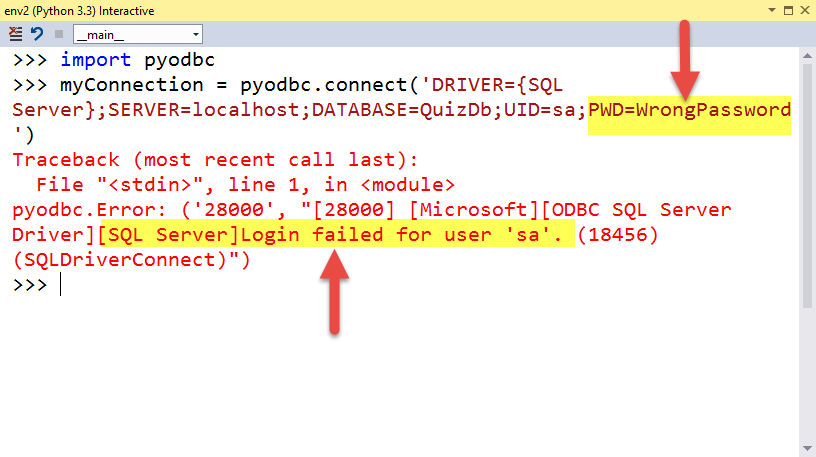 env2 (Python 3.3) Interactive
__main__
>>> import pyodbc
>>> myConnection = pyodbc.connect('DRIVER={SQL
Server};SERVER=localhost;DATABASE=QuizDb;UID=sa;PWD=WrongPassword
')
Traceback (most recent call last):
  File "<stdin>", line 1, in <module>
pyodbc.Error: ('28000', "[28000] [Microsoft][ODBC SQL Server
Driver][SQL Server]Login failed for user 'sa'. (18456)
(SQLDriverConnect)")
>>>